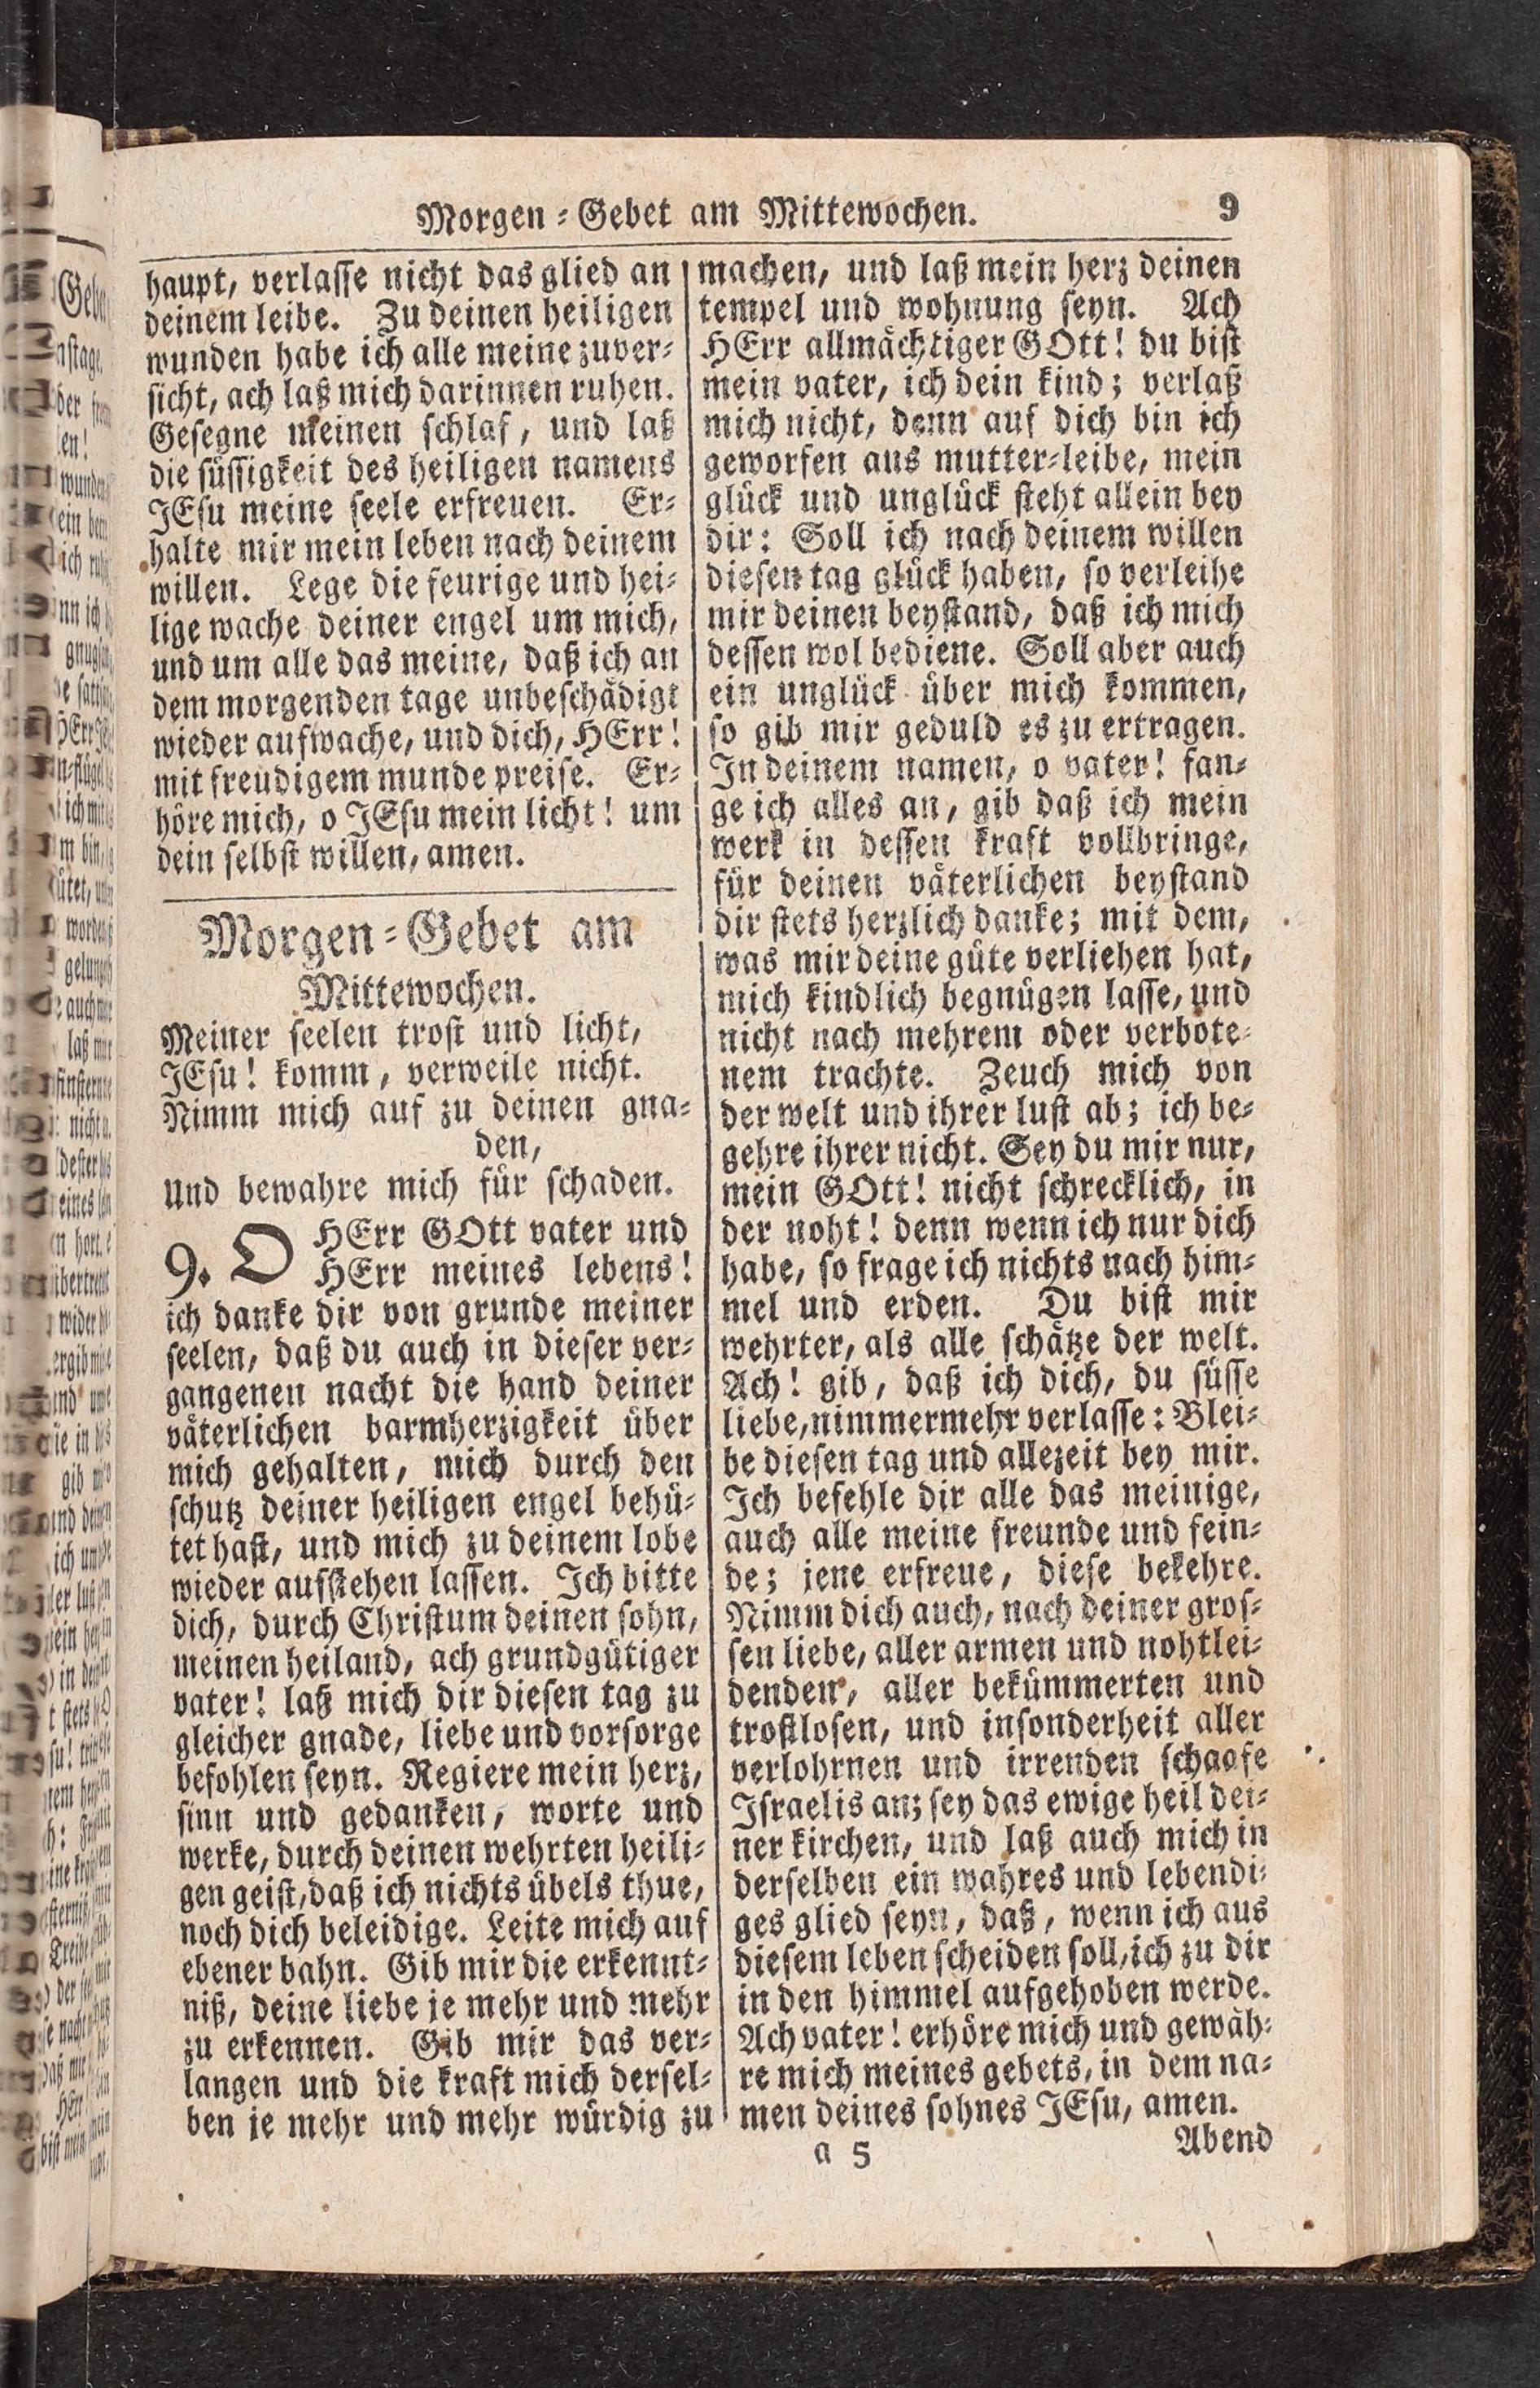 Morgen-Gebet am Mittewochen. 9
haupt, verlasse nicht das glied an
deinem leibe. Zu deinen heiligen
wunden habe ich alle meine zuver-
sicht, ach laß mich darinnen ruhen.
Gesegne meinen schlaf, und laß
die süssigkeit des heiligen namens
JEsu meine seele erfreuen. Er-
halte mir mein leben nach deinem
willen. Lege die feurige und hei-
lige wache deiner engel um mich,
und um alle das meine, daß ich an
dem morgenden tage unbeschädigt
wieder aufwache, und dich, HErr!
mit freudigem munde preise. Er-
höre mich, o JEsu mein licht! um
dein selbst willen, amen.
Morgen-Gebet am
Mittewochen.
Meiner seelen trost und licht,
JEsu! komm, verweile nicht.
Nimm mich auf zu deinen gna-
den,
Und bewahre mich für schaden.
9. O HErr GOtt vater und
HErr meines lebens!
ich danke dir von grunde meiner
seelen, daß du auch in dieser ver-
gangenen nacht die hand deiner
väterlichen barmherzigkeit über
mich gehalten, mich durch den
schutz deiner heiligen engel behü-
tet hast, und mich zu deinem lobe
wieder aufstehen lassen. Ich bitte
dich, durch Christum deinen sohn,
meinen heiland, ach grundgütiger
vater! laß mich dir diesen tag zu
gleicher gnade, liebe und vorsorge
befohlen seyn. Regiere mein herz,
sinn und gedanken, worte und
werke, durch deinen wehrten heili-
gen geist, daß ich nichts übels thue,
noch dich beleidige. Leite mich auf
ebener bahn. Gib mir die erkennt-
niß, deine liebe je mehr und mehr
zu erkennen. Gib mir das ver-
langen und die kraft mich dersel-
ben je mehr und mehr würdig zu
machen, und laß mein herz deinen
tempel und wohnung seyn. Ach
HErr allmächtiger GOtt! du bist
mein vater, ich dein kind; verlaß
mich nicht, denn auf dich bin ich
geworfen aus mutter-leibe, mein
glück und unglück steht allein bey
dir: Soll ich nach deinem willen
diesen tag glück haben, so verleihe
mir deinen beystand, daß ich mich
dessen wol bediene. Soll aber auch
ein unglück über mich kommen,
so gib mir geduld es zu ertragen.
In deinem namen, o vater! fan-
ge ich alles an, gib daß ich mein
werk in dessen kraft vollbringe,
für deinen väterlichen beystand
dir stets herzlich danke; mit dem,
was mir deine güte verliehen hat,
mich kindlich begnügen lasse, und
nicht nach mehrem oder verbote-
nem trachte. Zeuch mich von
der welt und ihrer lust ab; ich be-
gehre ihrer nicht. Sey du mir nur,
mein GOtt! nicht schrecklich, in
der noht! denn wenn ich nur dich
habe, so frage ich nichts nach him-
mel und erden. Du bist mir
wehrter, als alle schätze der welt.
Ach! gib, daß ich dich, du süsse
liebe, nimmermehr verlasse: Blei-
be diesen tag und allezeit bey mir.
Ich befehle dir alle das meinige,
auch alle meine freunde und fein-
de; jene erfreue, diese bekehre.
Nimm dich auch, nach deiner gros-
sen liebe, aller armen und nohtlei-
denden, aller bekümmerten und
trostlosen, und insonderheit aller
verlohrnen und irrenden schaafe
Israelis an; sey das ewige heil dei-
ner kirchen, und laß auch mich in
derselben ein wahres und lebendi-
ges glied seyn, daß, wenn ich aus
diesem leben scheiden soll, ich zu dir
in den himmel aufgehoben werde.
Ach vater! erhöre mich und gewäh-
re mich meines gebets, in dem na-
men deines sohnes JEsu, amen.
a 5 Abend